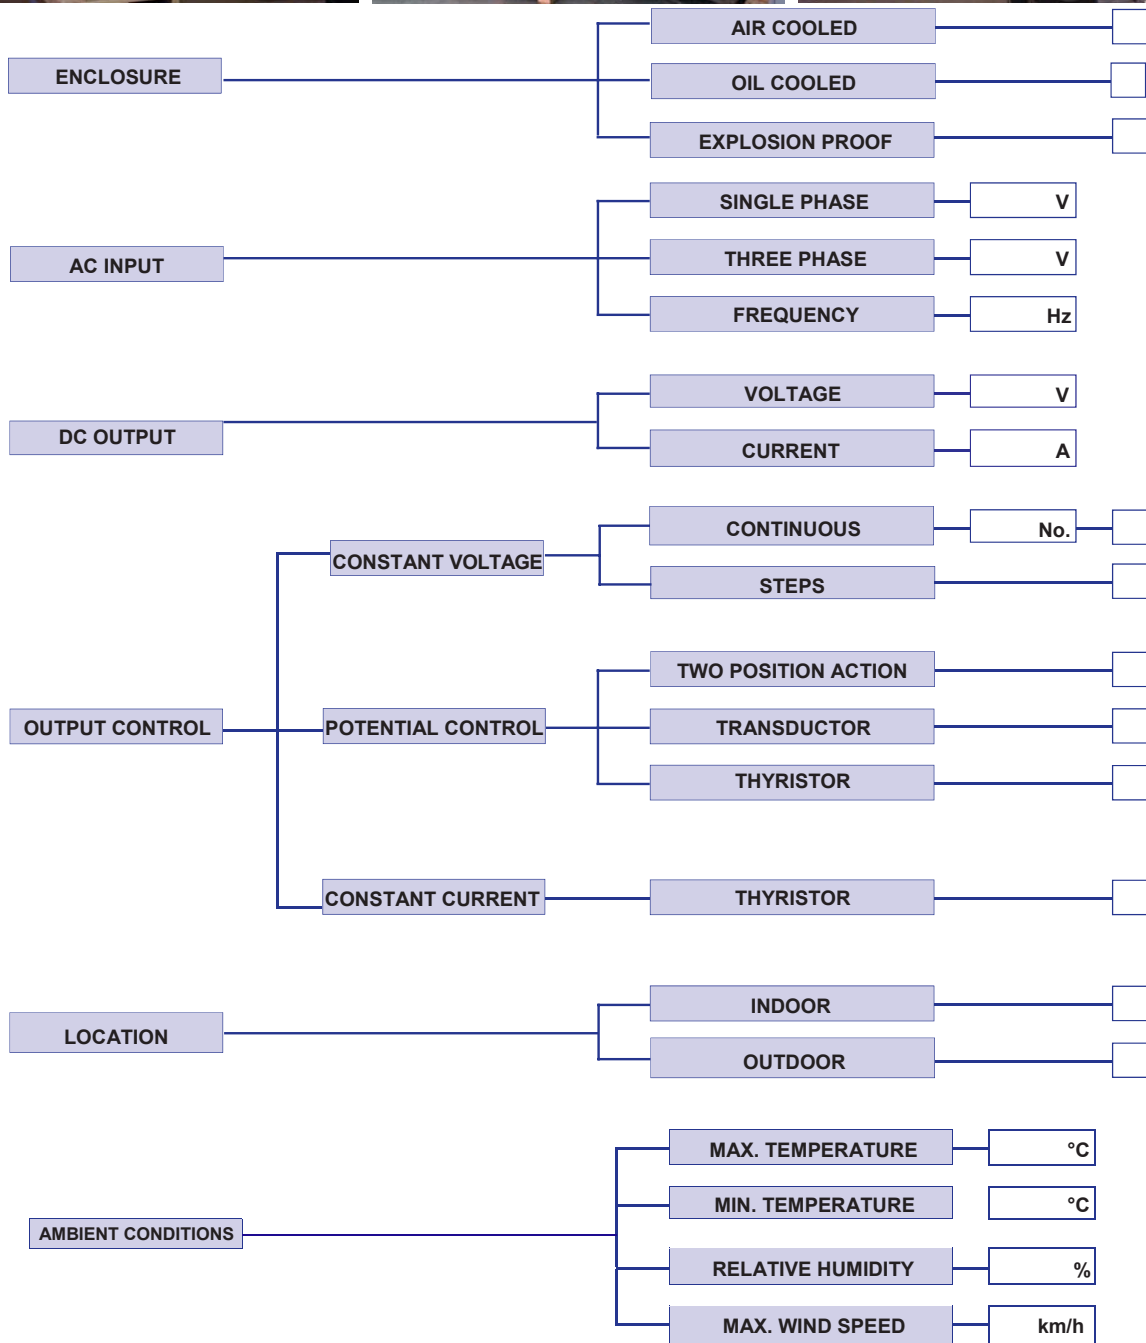 AIR COOLED
ENCLOSURE
OIL COOLED
EXPLOSION PROOF
SINGLE PHASE V
AC INPUT
THREE PHASE V
FREQUENCY Hz
VOLTAGE V
DC OUTPUT
CURRENT A
CONTINUOUS No.
CONSTANT VOLTAGE
STEPS
TWO POSITION ACTION
OUTPUT CONTROL POTENTIAL CONTROL TRANSDUCTOR
THYRISTOR
CONSTANT CURRENT THYRISTOR
INDOOR
LOCATION
OUTDOOR
MAX. TEMPERATURE °C
MIN. TEMPERATURE °C
AMBIENT CONDITIONS
RELATIVE HUMIDITY %
MAX. WIND SPEED km/h